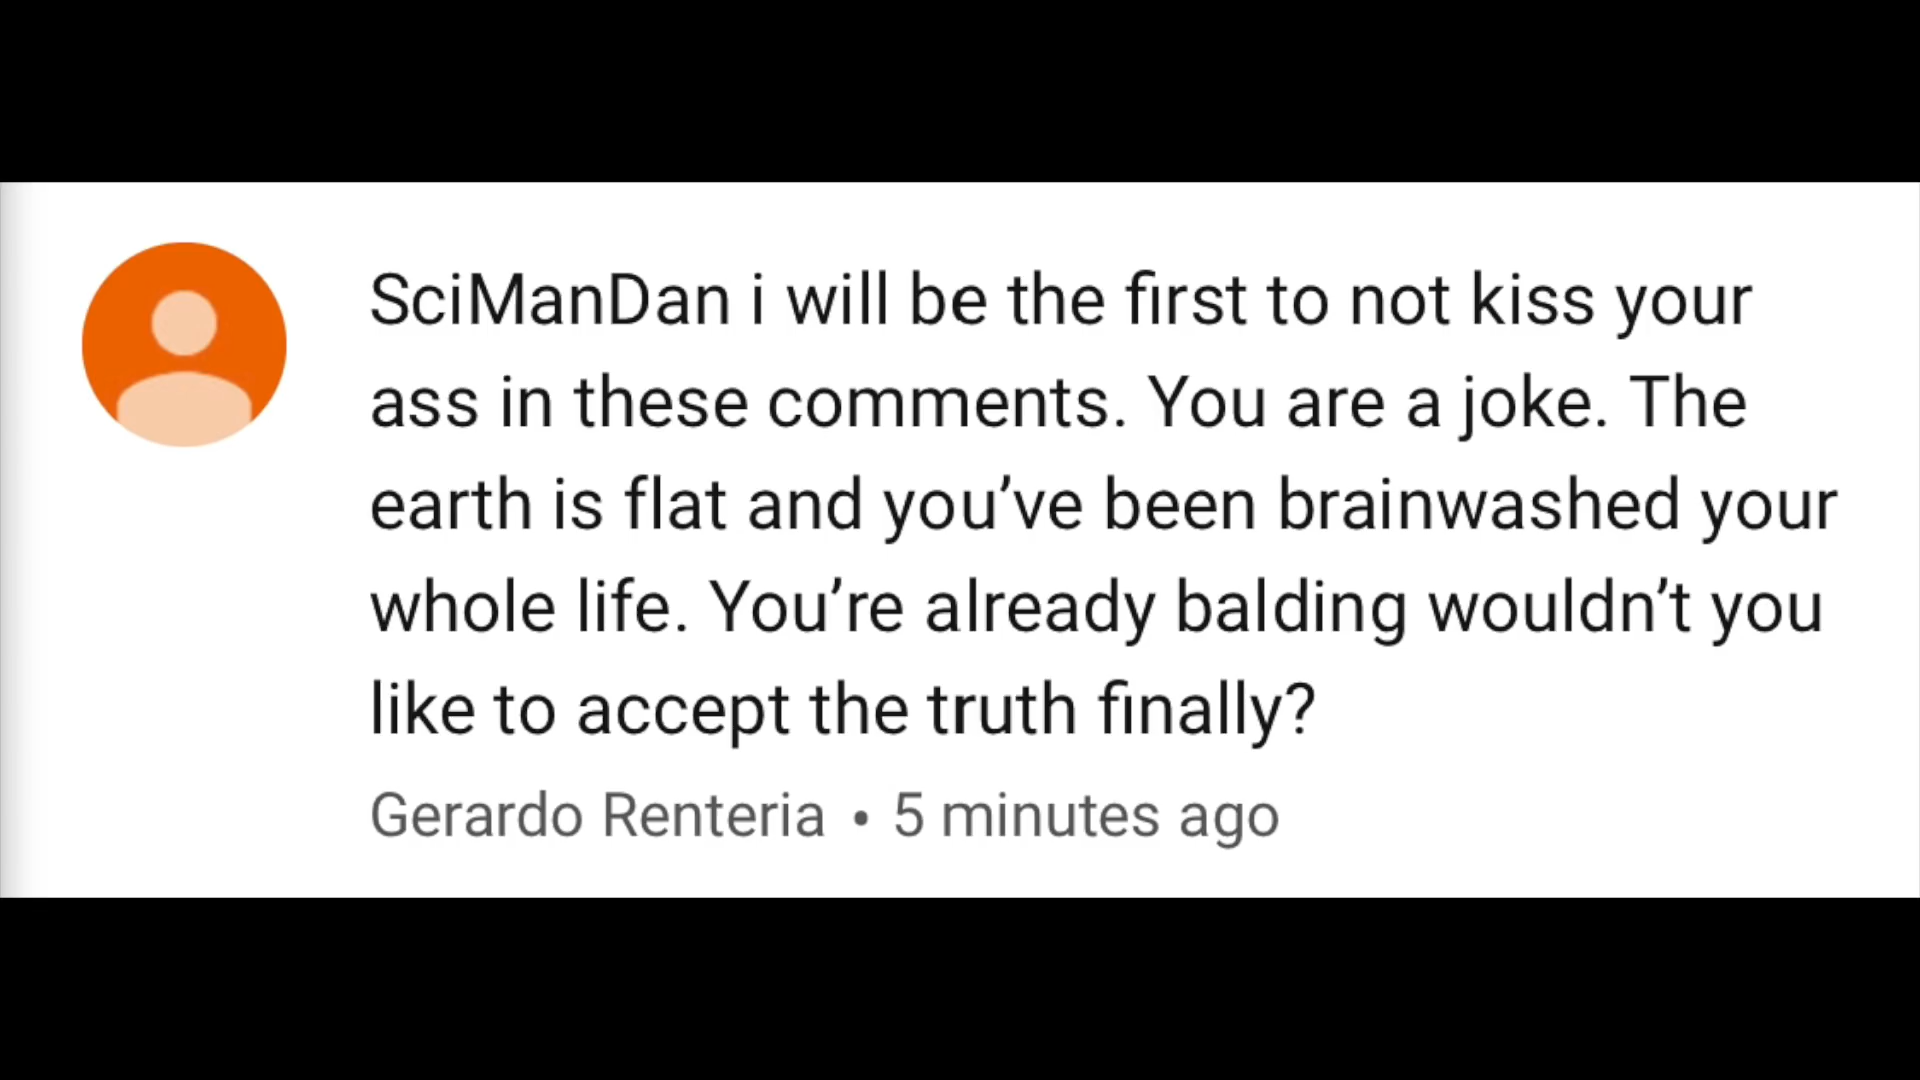 SciManDan i will be the first to not kiss your
ass in these comments. You are a joke. The
earth is flat and you’ve been brainwashed your
whole life. You’re already balding wouldn’t you
like to accept the truth finally?
Gerardo Renteria • 5 minutes ago